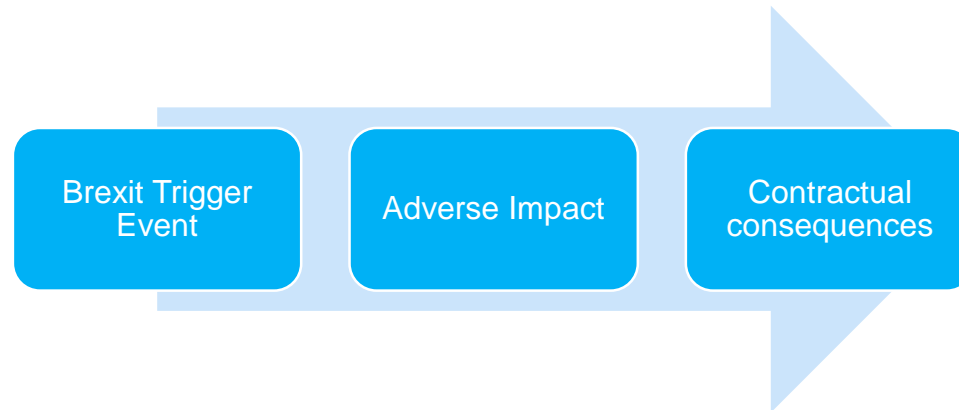 Brexit Trigger
Event
Adverse Impact
Contractual
consequences